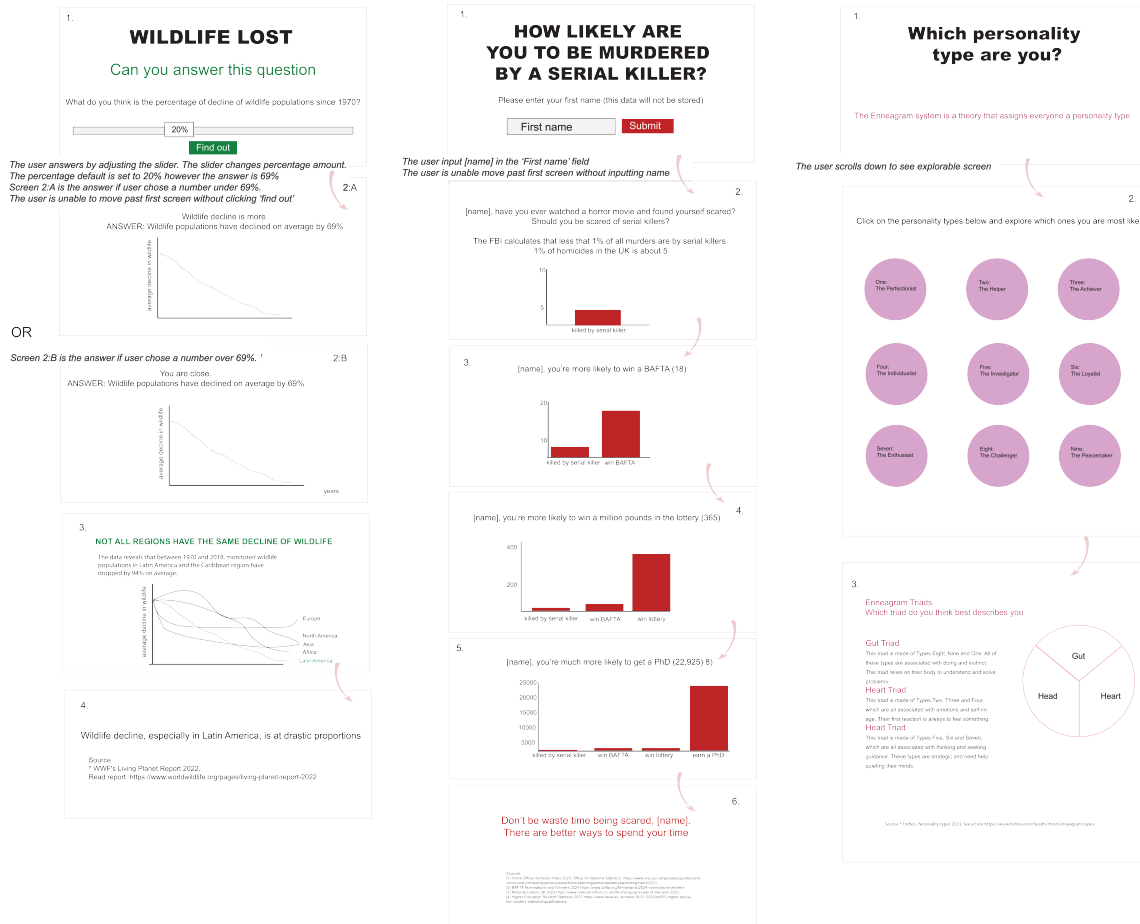 1.
WILDLIFE LOST
Can you answer this question
What do you think is the percentage of decline of wildlife populations since 1970?
20%
Find out
The user answers by adjusting the slider. The slider changes percentage amount.
The percentage default is set to 20% however the answer is 69%
Screen 2:A is the answer if user chose a number under 69%.
The user is unable to move past first screen without clicking 'find out'
2:A
Wildlife decline is more.
ANSWER: Wildlife populations have declined on average by 69%
average decline in wildlife
OR
Screen 2:B is the answer if user chose a number over 69%. '
2:B
You are close.
ANSWER: Wildlife populations have declined on average by 69%
average decline in wildlife
years
3.
NOT ALL REGIONS HAVE THE SAME DECLINE OF WILDLIFE
The data reveals that between 1970 and 2018, monitored wildlife
populations in Latin America and the Caribbean region have
dropped by 94% on average.
average decline in wildlife
Europe
North America
Asia
Africa
Latin America
4.
Wildlife decline, especially in Latin America, is at drastic proportions
Source
* WWF's Living Planet Report 2022.
Read report: https://www.worldwildlife.org/pages/living-planet-report-2022
1.
HOW LIKELY ARE
YOU TO BE MURDERED
BY A SERIAL KILLER?
Please enter your first name (this data will not be stored)
First name
Submit
The user input [name] in the 'First name' field
The user is unable move past first screen without inputting name
2.
[name], have you ever watched a horror movie and found yourself scared?
Should you be scared of serial killers?
The FBI calculates that less that 1% of all murders are by serial killers.
1% of homicides in the UK is about 5
10
5
killed by serial killer
3.
[name], you're more likely to win a BAFTA (18)
20
10
killed by serial killer
win BAFTA
4.
[name], you're more likely to win a million pounds in the lottery (365)
400
200
killed by serial killer
win BAFTA
win lottery
5.
[name], you're much more likely to get a PhD (22,925) 8)
25000
20000
15000
10000
5000
killed by serial killer
win BAFTA
win lottery
earn a PhD
6.
Don't be waste time being scared, [name].
There are better ways to spend your time
Sources
1.
Which personality
type are you?
The Enneagram system is a theory that assigns everyone a personality type
The user scrolls down to see explorable screen
2.
Click on the personality types below and explore which ones you are most like
One:
The Perfectionist
Two:
The Helper
Three:
The Achiever
Four:
The Individualist
Five:
The Investigator
Six:
The Loyalist
Seven:
The Enthusiast
Eight:
The Challenger
Nine:
The Peacemaker
3.
Enneagram Triads
Which triad do you think best describes you
Gut Triad
This triad is made of Types Eight, Nine and One. All of
these types are associated with doing and instinct.
This triad relies on their body to understand and solve
problems.
Heart Triad
This triad is made of Types Two, Three and Four,
which are all associated with emotions and self-im-
age. Their first reaction is always to feel something.
Head Triad
This triad is made of Types Five, Six and Seven,
which are all associated with thinking and seeking
guidance. These types are strategic and need help
quieting their minds.
Gut
Head
Heart